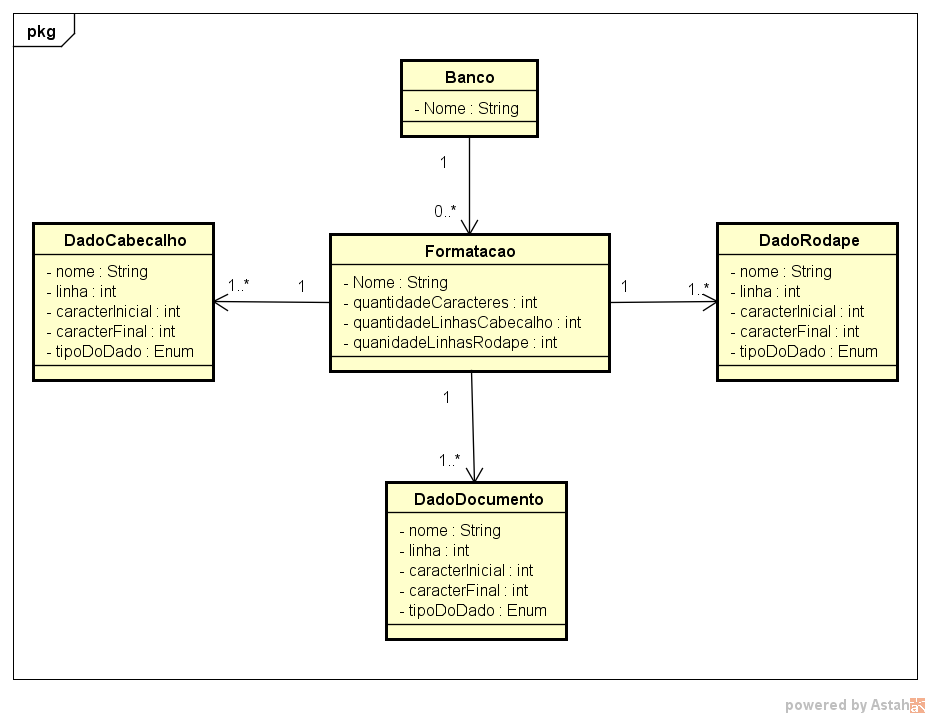 pkg
Banco
- Nome : String
1
0..*
DadoCabecalho
- nome : String
- linha : int
- caracterInicial : int
- caracterFinal : int
- tipoDoDado : Enum
1..*
1
Formatacao
- Nome : String
- quantidadeCaracteres : int
- quantidadeLinhasCabecalho : int
- quanidadeLinhasRodape : int
1
1..*
DadoRodape
- nome : String
- linha : int
- caracterInicial : int
- caracterFinal : int
- tipoDoDado : Enum
1
1..*
DadoDocumento
- nome : String
- linha : int
- caracterInicial : int
- caracterFinal : int
- tipoDoDado : Enum
powered by Astah